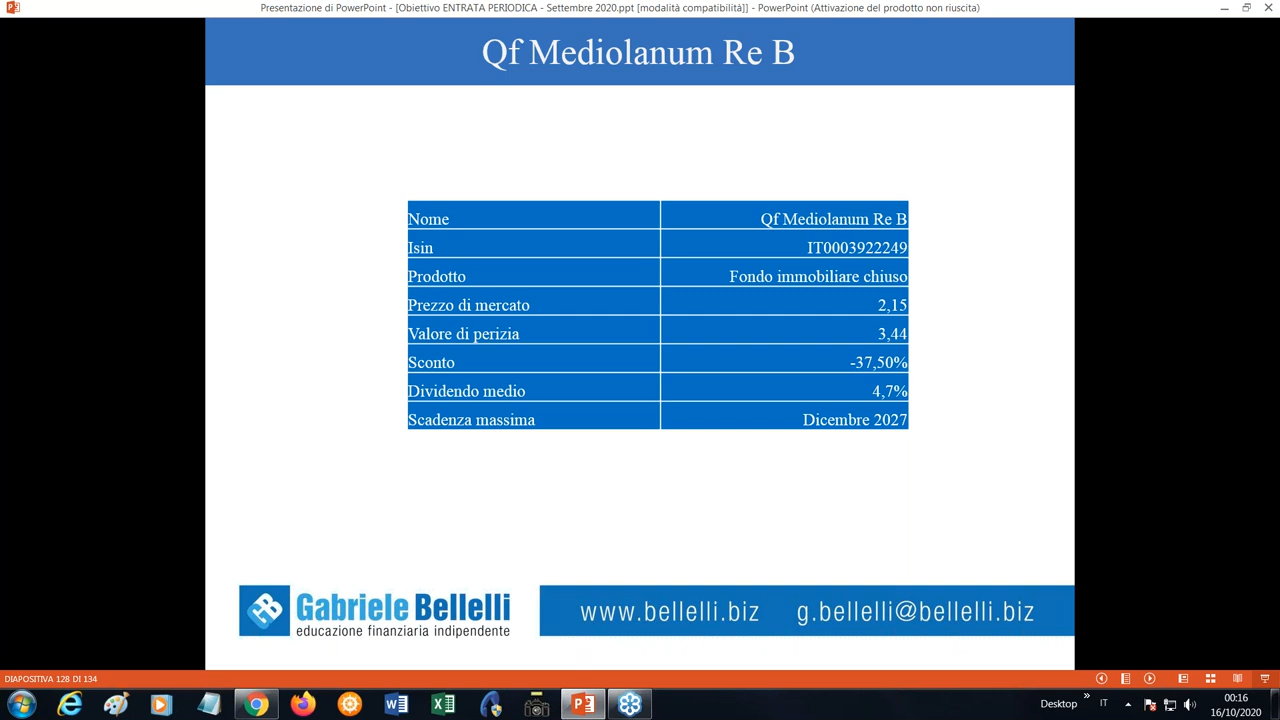 Presentazione di PowerPoint - [Obiettivo ENTRATA PERIODICA - Settembre 2020.ppt [modalità compatibilità]] - PowerPoint (Attivazione del prodotto non riuscita)
Qf Mediolanum Re B
Nome Qf Mediolanum Re B
Isin IT0003922249
Prodotto Fondo immobiliare chiuso
Prezzo di mercato 2,15
Valore di perizia 3,44
Sconto -37,50%
Dividendo medio 4,7%
Scadenza massima Dicembre 2027
Gabriele Bellelli
educazione finanziaria indipendente
www.bellelli.biz g.bellelli@bellelli.biz
DIAPOSITIVA 128 DI 134
Desktop IT 00:16
16/10/2020